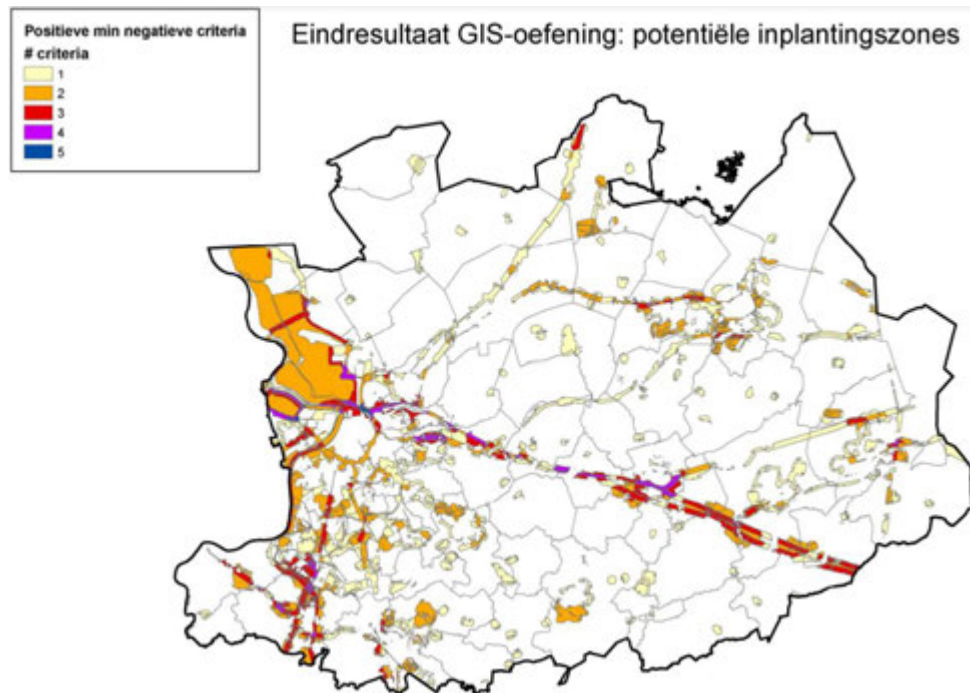 Eindresultaat GIS-oefening: potentiële inplantingszones
Positieve min negatieve criteria
# criteria
1
2
3
4
5